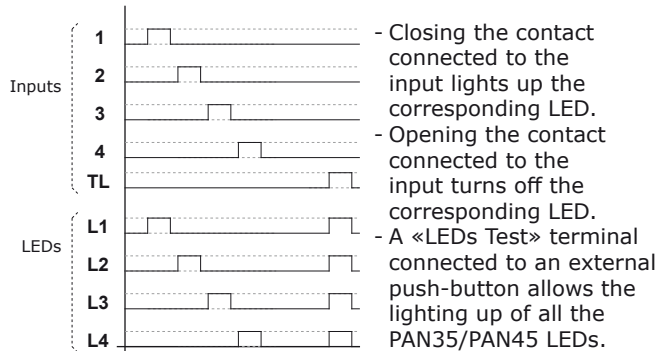 1
2
Inputs
3
4
TL
L1
LEDs
L2
L3
L4
- Closing the contact
connected to the
input lights up the
corresponding LED.
- Opening the contact
connected to the
input turns off the
corresponding LED.
- A «LEDs Test» terminal
connected to an external
push-button allows the
lighting up of all the
PAN35/PAN45 LEDs.